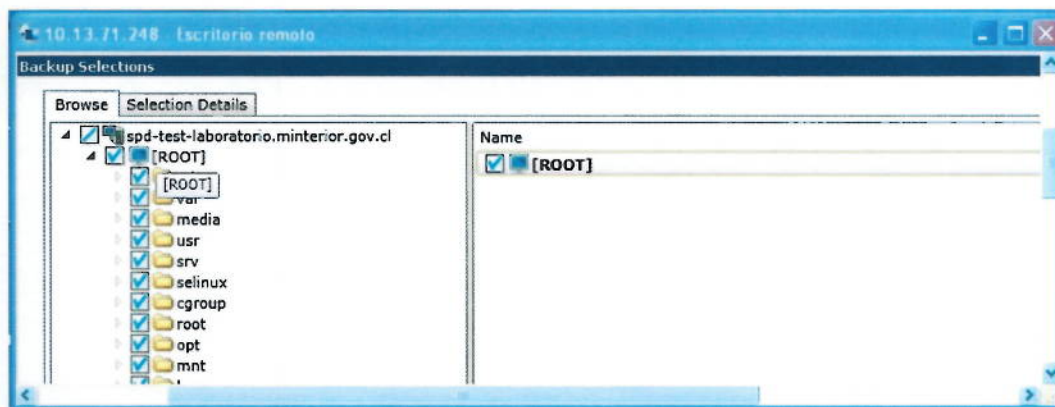 10.13.71.248 Escritorio remoto
Backup Selections
Browse Selection Details
spd-test-laboratorio.minterior.gov.cl
[ROOT]
[ROOT]
var
media
usr
srv
selinux
cgroup
root
opt
mnt
Name
[ROOT]